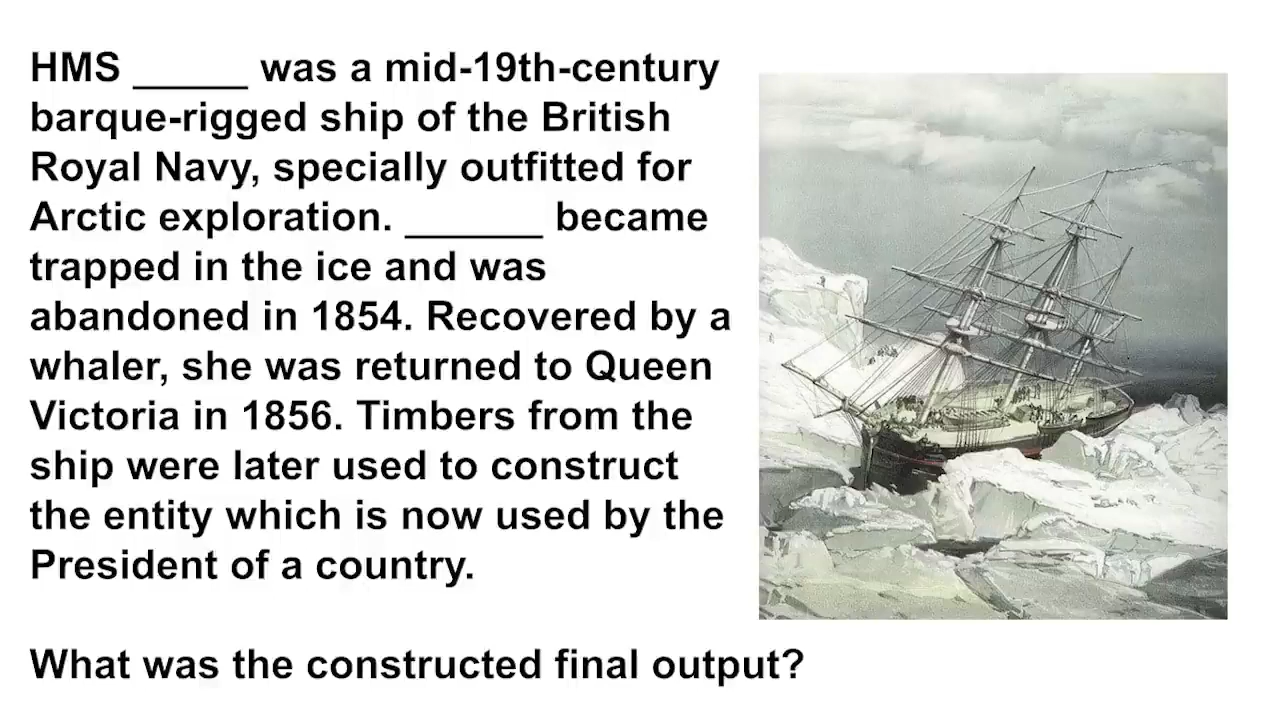 HMS _____ was a mid-19th-century
barque-rigged ship of the British
Royal Navy, specially outfitted for
Arctic exploration. ______ became
trapped in the ice and was
abandoned in 1854. Recovered by a
whaler, she was returned to Queen
Victoria in 1856. Timbers from the
ship were later used to construct
the entity which is now used by the
President of a country.
What was the constructed final output?